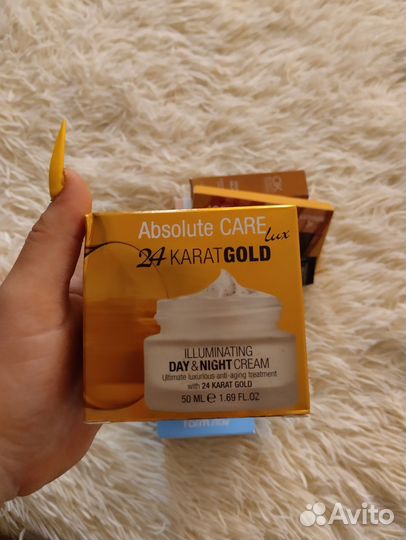 Absolute CARE
lux
24 KARAT GOLD
ILLUMINATING
DAY & NIGHT CREAM
Ultimate luxurious anti-aging treatment
with 24 KARAT GOLD
50 ML ℮ 1.69 FL.OZ
Avito